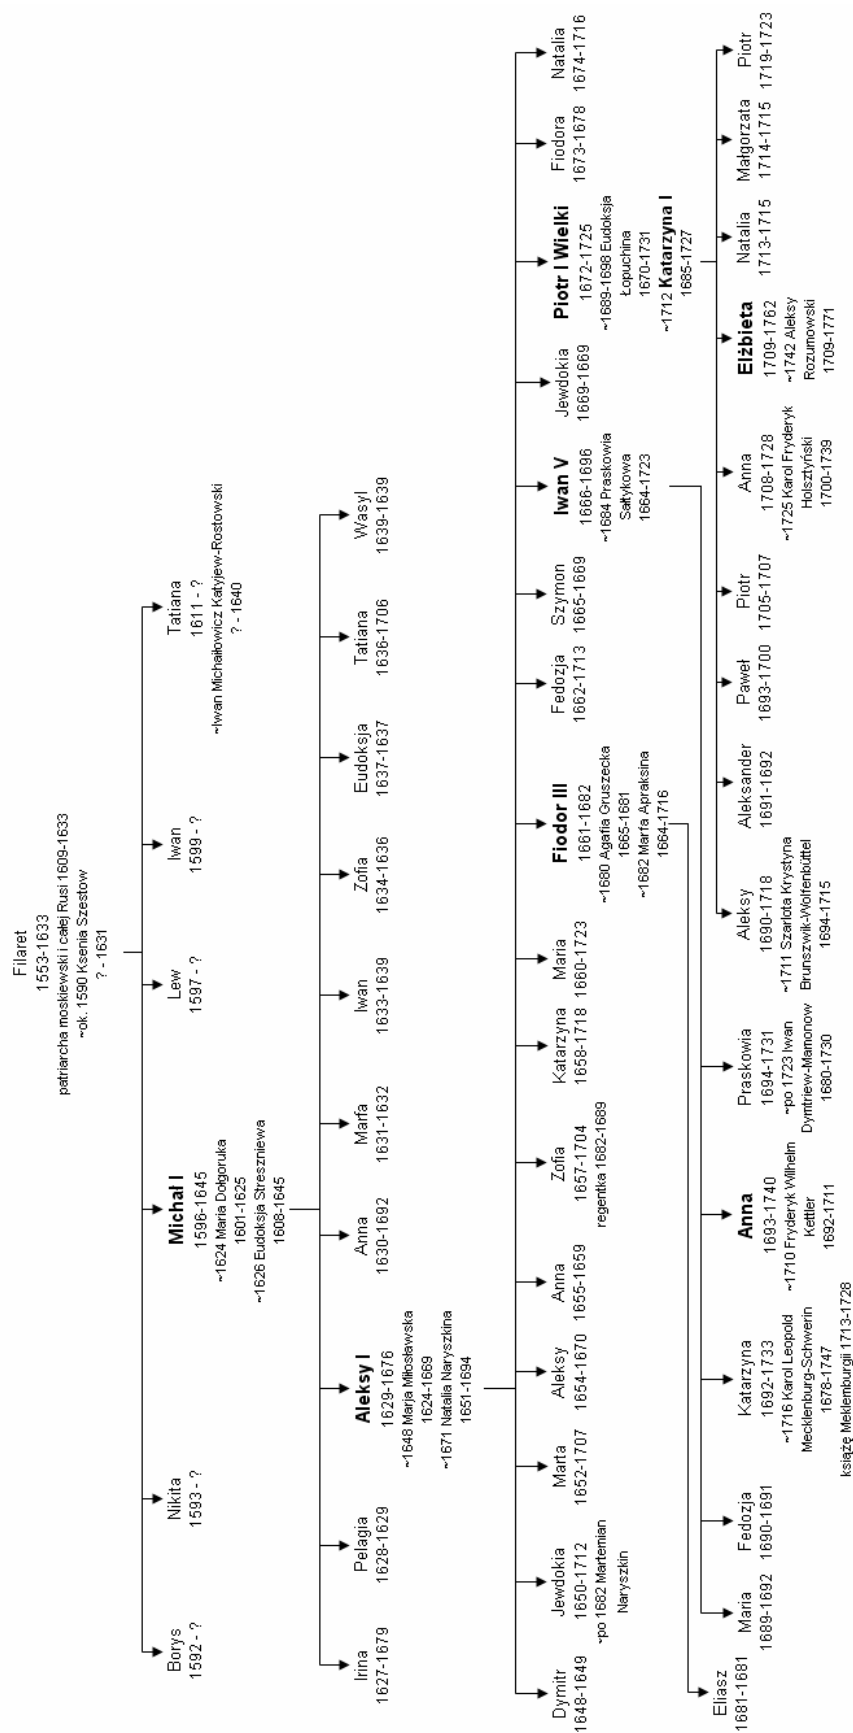 Filaret
1553-1633
patriarcha moskiewski i całej Rusi 1609-1633
~ok. 1590 Ksenia Szestow
? - 1631
Borys
1592 - ?
Nikita
1593 - ?
Michał I
1596-1645
~1624 Maria Dołgoruka
1601-1625
~1626 Eudoksja Streszniewa
1608-1645
Lew
1597 - ?
Iwan
1599 - ?
Tatiana
1611 - ?
~Iwan Michaiłowicz Katyjew-Rostowski
? - 1640
Irina
1627-1679
Pelagia
1628-1629
Aleksy I
1629-1676
~1648 Marja Miłosławska
1624-1669
~1671 Natalia Naryszkina
1651-1694
Anna
1630-1692
Marfa
1631-1632
Iwan
1633-1639
Zofia
1634-1636
Eudoksja
1637-1637
Tatiana
1636-1706
Wasyl
1639-1639
Dymitr
1648-1649
Jewdokia
1650-1712
~po 1682 Martemian
Naryszkin
Marta
1652-1707
Aleksy
1654-1670
Anna
1655-1659
Zofia
1657-1704
regentka 1682-1689
Katarzyna
1658-1718
Maria
1660-1723
Fiodor III
1661-1682
~1680 Agafia Gruszecka
1665-1681
~1682 Marfa Apraksina
1664-1716
Fedozja
1662-1713
Szymon
1665-1669
Iwan V
1666-1696
~1684 Praskowia
Sałtykowa
1664-1723
Jewdokia
1669-1669
Piotr I Wielki
1672-1725
~1689-1698 Eudoksja
Łopuchina
1670-1731
~1712 Katarzyna I
1685-1727
Fiodora
1673-1678
Natalia
1674-1716
Eliasz
1681-1681
Maria
1689-1692
Fedozja
1690-1691
Katarzyna
1692-1733
~1716 Karol Leopold
Mecklenburg-Schwerin
1678-1747
książę Meklemburgii 1713-1728
Anna
1693-1740
~1710 Fryderyk Wilhelm
Kettler
1692-1711
Praskowia
1694-1731
~po 1723 Iwan
Dymtriew-Mamonow
1680-1730
Aleksy
1690-1718
~1711 Szarlota Krystyna
Brunszwik-Wolfenbüttel
1694-1715
Aleksander
1691-1692
Paweł
1693-1700
Piotr
1705-1707
Anna
1708-1728
~1725 Karol Fryderyk
Holsztyński
1700-1739
Elżbieta
1709-1762
~1742 Aleksy
Rozumowski
1709-1771
Natalia
1713-1715
Małgorzata
1714-1715
Piotr
1719-1723